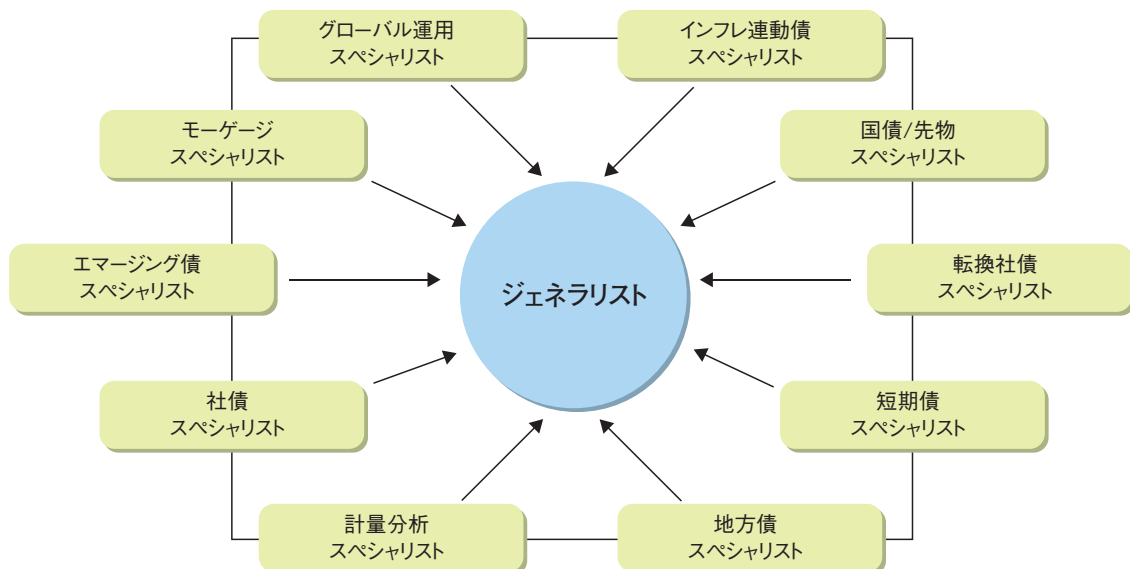 グローバル運用
スペシャリスト
インフレ連動債
スペシャリスト
モーゲージ
スペシャリスト
国債/先物
スペシャリスト
エマージング債
スペシャリスト
ジェネラリスト
転換社債
スペシャリスト
社債
スペシャリスト
短期債
スペシャリスト
計量分析
スペシャリスト
地方債
スペシャリスト